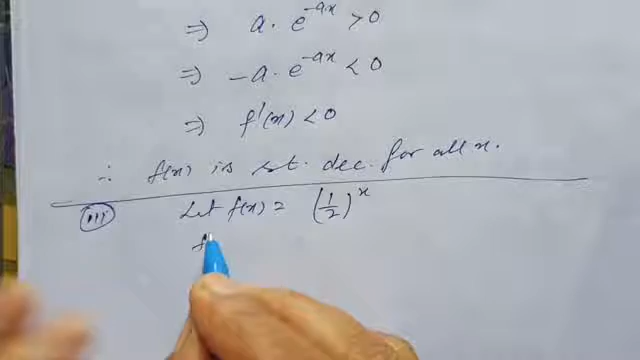 ⇒ a. e^{-ax} > 0
⇒ -a. e^{-ax} < 0
⇒ f'(x) < 0
∴ f(x) is st. dec. for all x.
(iii) Let f(x) = (1/2)^x
f